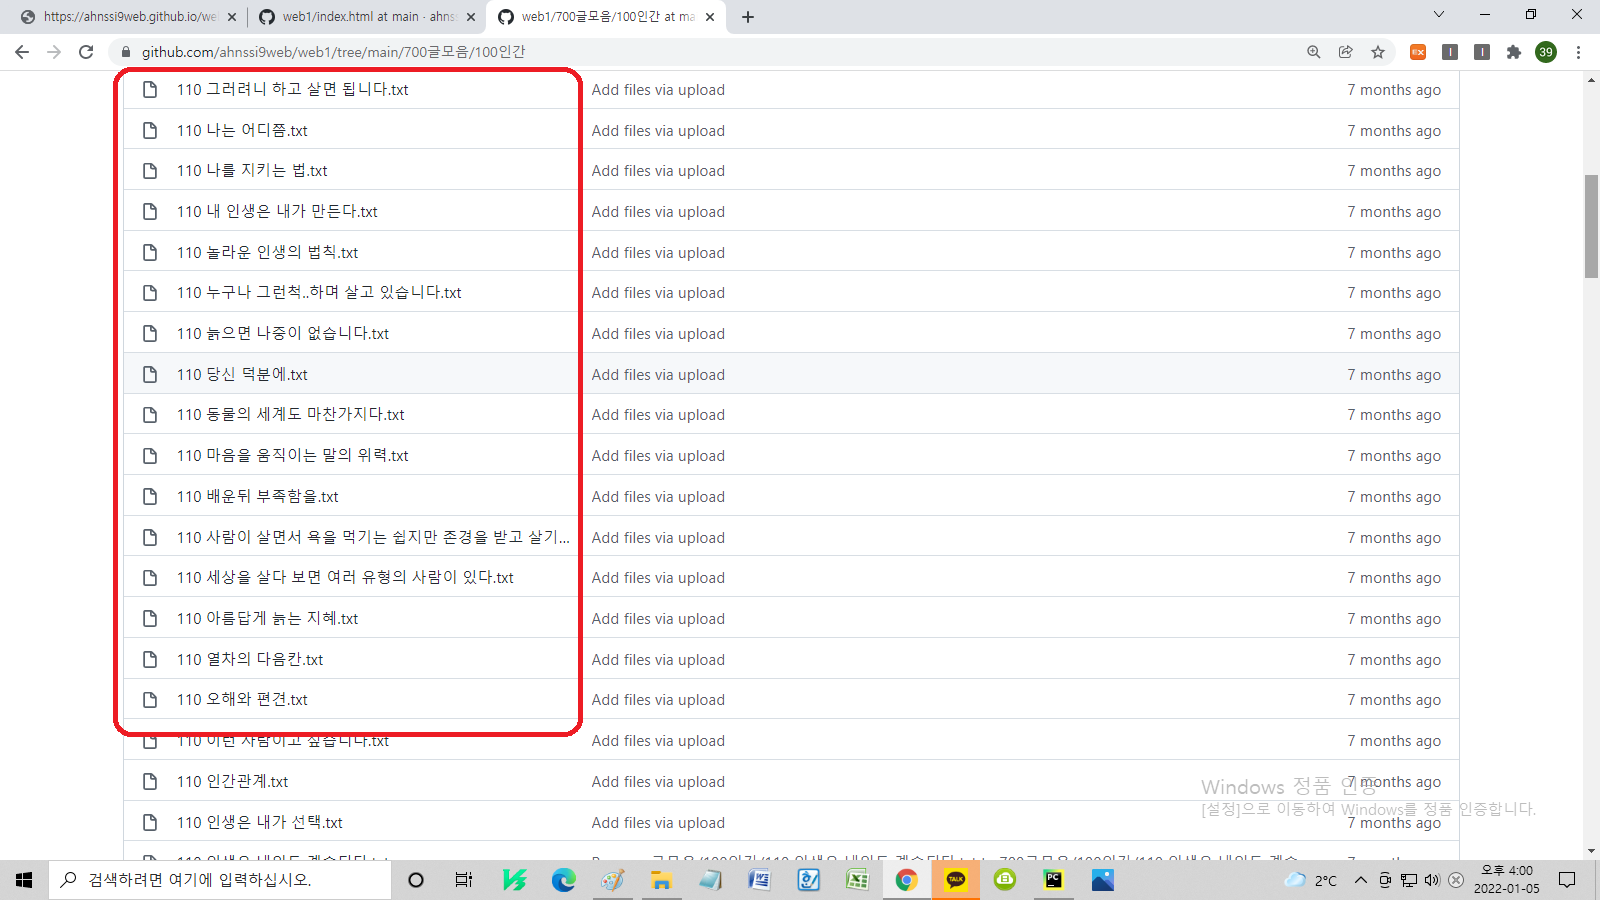 https://ahnssi9web.github.io/we
web1/index.html at main · ahnss
web1/700글모음/100인간 at ma
github.com/ahnssi9web/web1/tree/main/700글모음/100인간
39
110 그러려니 하고 살면 됩니다.txt Add files via upload 7 months ago
110 나는 어디쯤.txt Add files via upload 7 months ago
110 나를 지키는 법.txt Add files via upload 7 months ago
110 내 인생은 내가 만든다.txt Add files via upload 7 months ago
110 놀라운 인생의 법칙.txt Add files via upload 7 months ago
110 누구나 그런척..하며 살고 있습니다.txt Add files via upload 7 months ago
110 늙으면 나중이 없습니다.txt Add files via upload 7 months ago
110 당신 덕분에.txt Add files via upload 7 months ago
110 동물의 세계도 마찬가지다.txt Add files via upload 7 months ago
110 마음을 움직이는 말의 위력.txt Add files via upload 7 months ago
110 배운뒤 부족함을.txt Add files via upload 7 months ago
110 사람이 살면서 욕을 먹기는 쉽지만 존경을 받고 살기... Add files via upload 7 months ago
110 세상을 살다 보면 여러 유형의 사람이 있다.txt Add files via upload 7 months ago
110 아름답게 늙는 지혜.txt Add files via upload 7 months ago
110 열차의 다음칸.txt Add files via upload 7 months ago
110 오해와 편견.txt Add files via upload 7 months ago
110 이런 사람이고 싶습니다.txt Add files via upload 7 months ago
110 인간관계.txt Add files via upload 7 months ago
Windows 정품 인증
[설정]으로 이동하여 Windows를 정품 인증합니다.
110 인생은 내가 선택.txt Add files via upload 7 months ago
검색하려면 여기에 입력하십시오.
TALK
PC
2°C
오후 4:00
2022-01-05